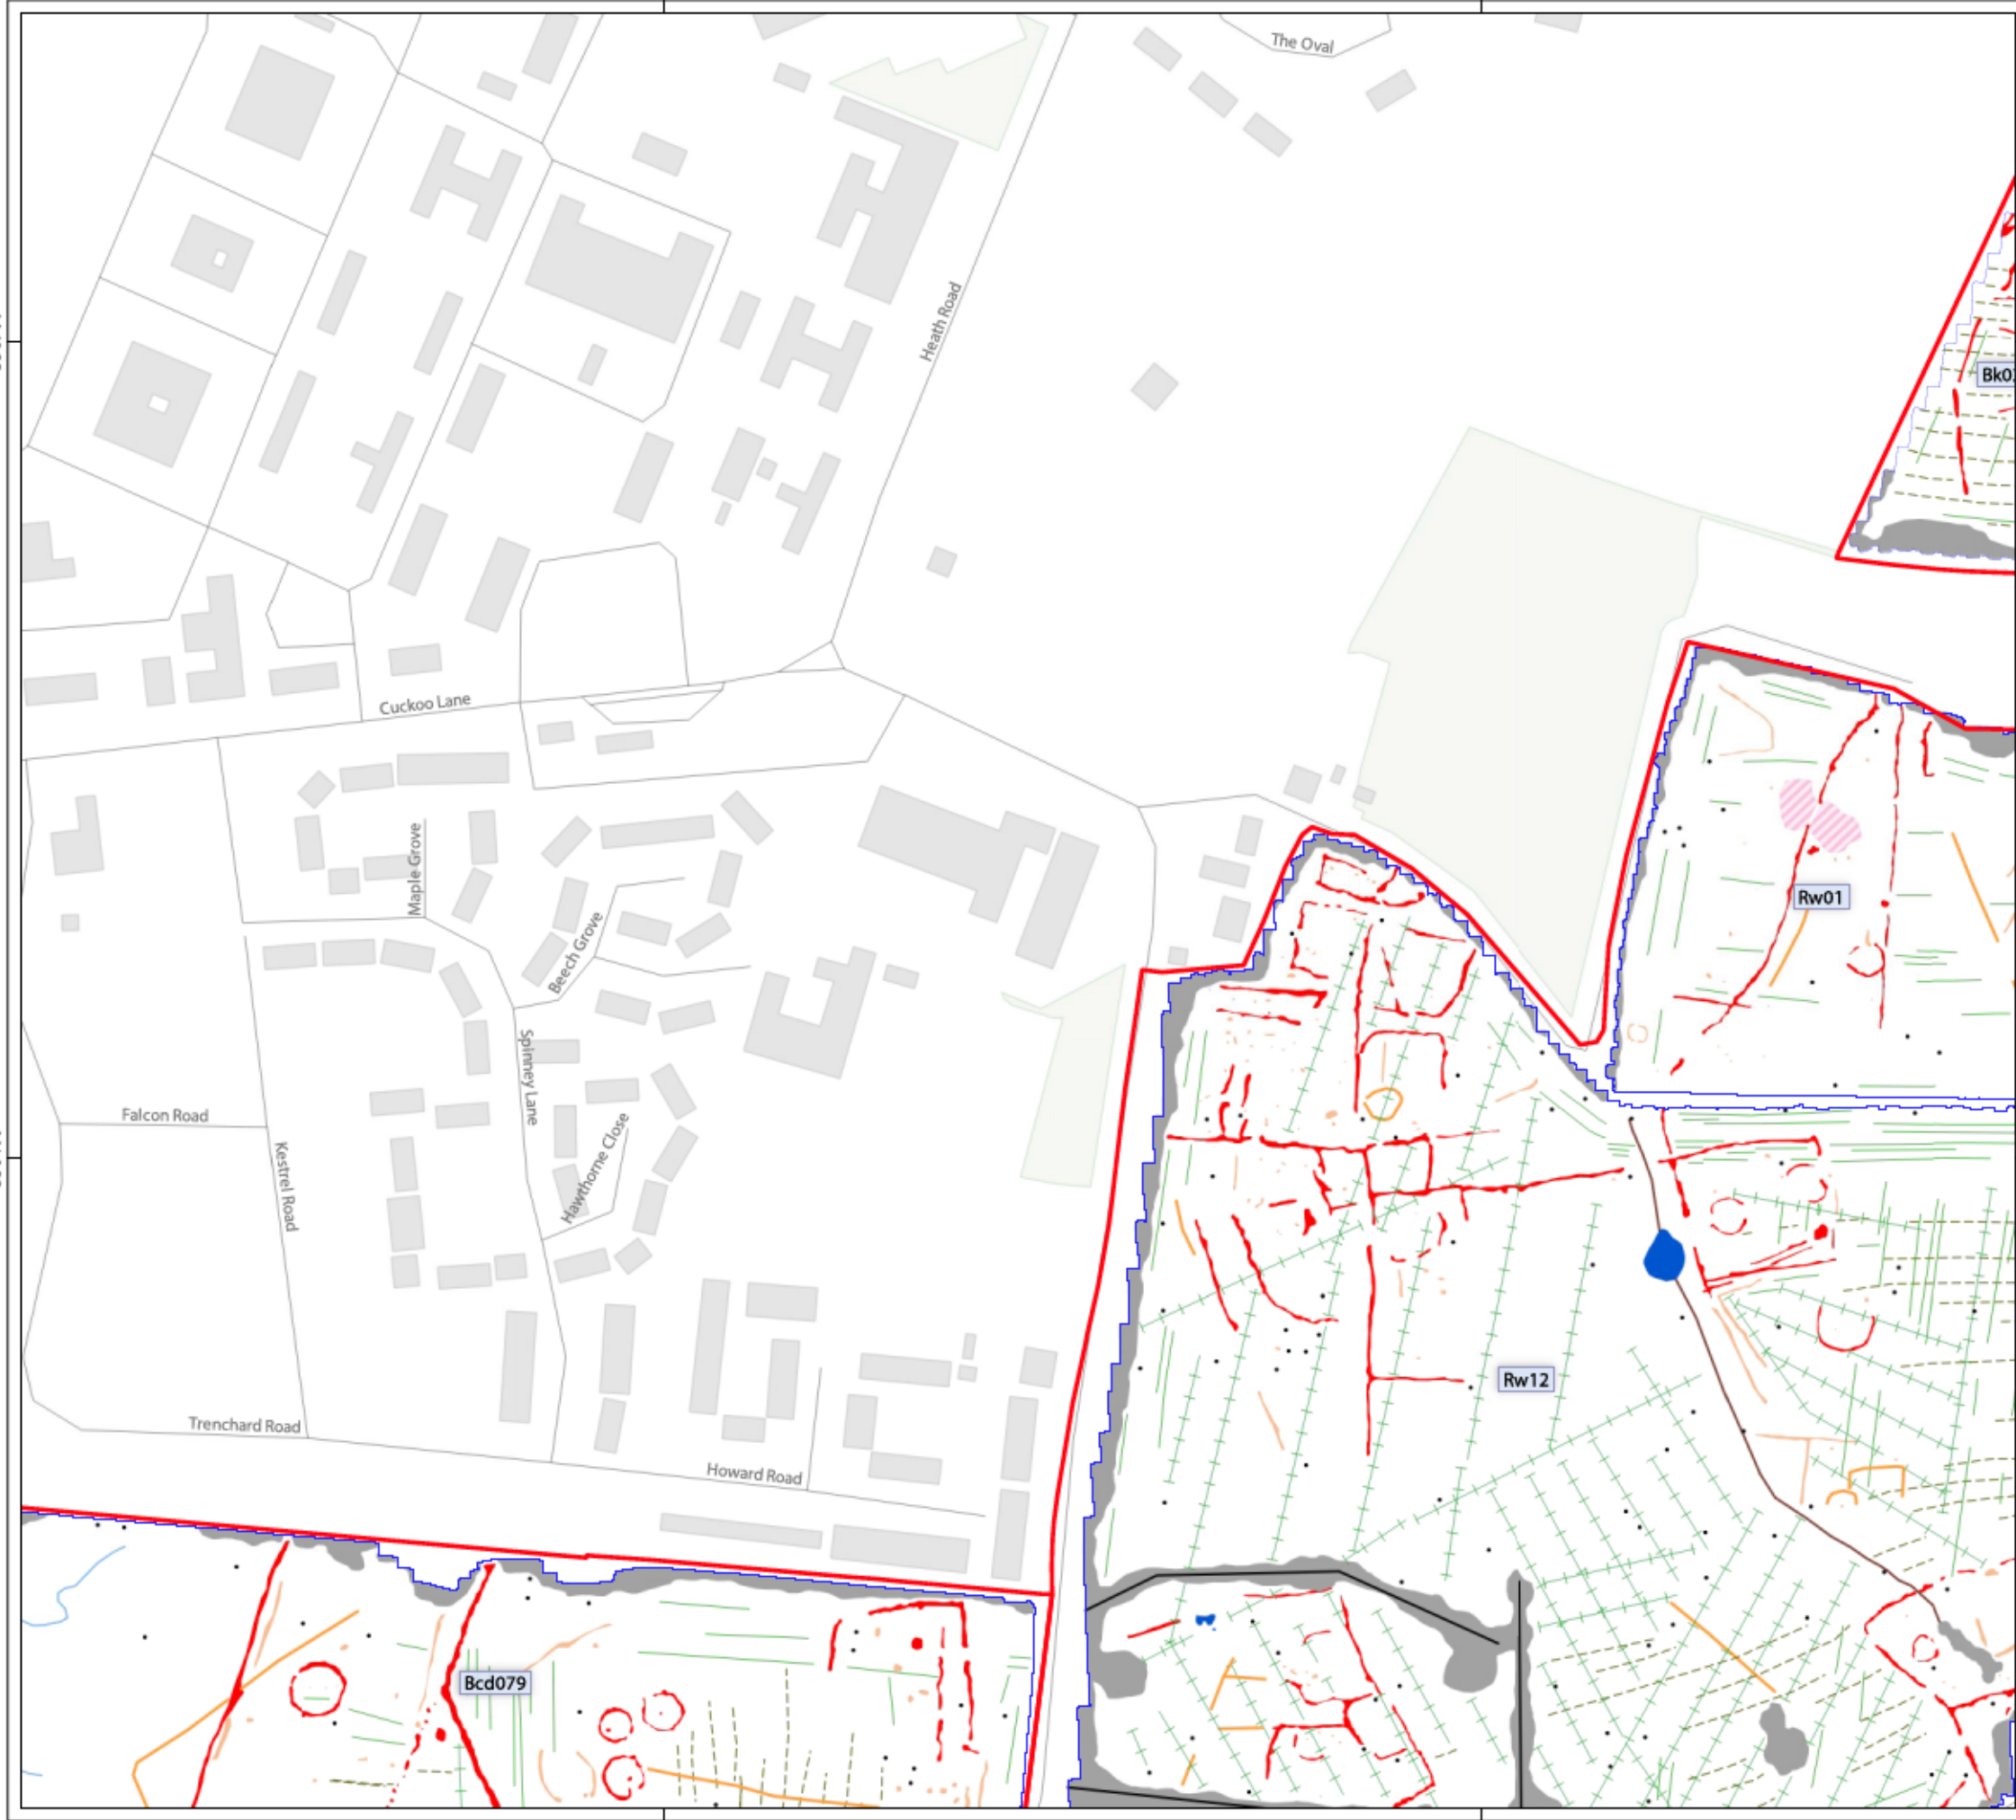 The Oval
Heath Road
Cuckoo Lane
Rw01
Maple Grove
Beech Grove
Spinney Lane
Falcon Road
Kestrel Road
Hawthorne Close
Rw12
Trenchard Road
Howard Road
Bcd079